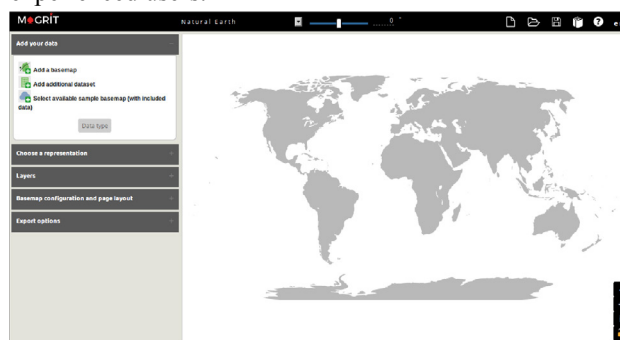 MAGRIT
Natural Earth
0 °
Add your data
Add a basemap
Add additional dataset
Select available sample basemap (with included
data)
Data type
Choose a representation
Layers
Basemap configuration and page layout
Export options